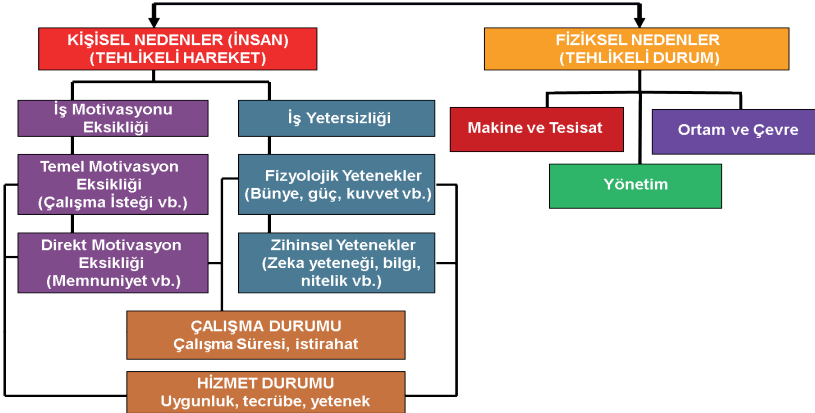 KİŞİSEL NEDENLER (İNSAN)
(TEHLİKELİ HAREKET)
FİZİKSEL NEDENLER
(TEHLİKELİ DURUM)
İş Motivasyonu
Eksikliği
İş Yetersizliği
Makine ve Tesisat
Ortam ve Çevre
Yönetim
Temel Motivasyon
Eksikliği
(Çalışma İsteği vb.)
Fizyolojik Yetenekler
(Bünye, güç, kuvvet vb.)
Direkt Motivasyon
Eksikliği
(Memnuniyet vb.)
Zihinsel Yetenekler
(Zeka yeteneği, bilgi,
nitelik vb.)
ÇALIŞMA DURUMU
Çalışma Süresi, istirahat
HİZMET DURUMU
Uygunluk, tecrübe, yetenek